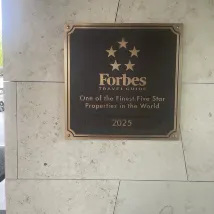 Forbes
TRAVEL GUIDE
One of the Finest Five Star
Properties in the World
2025